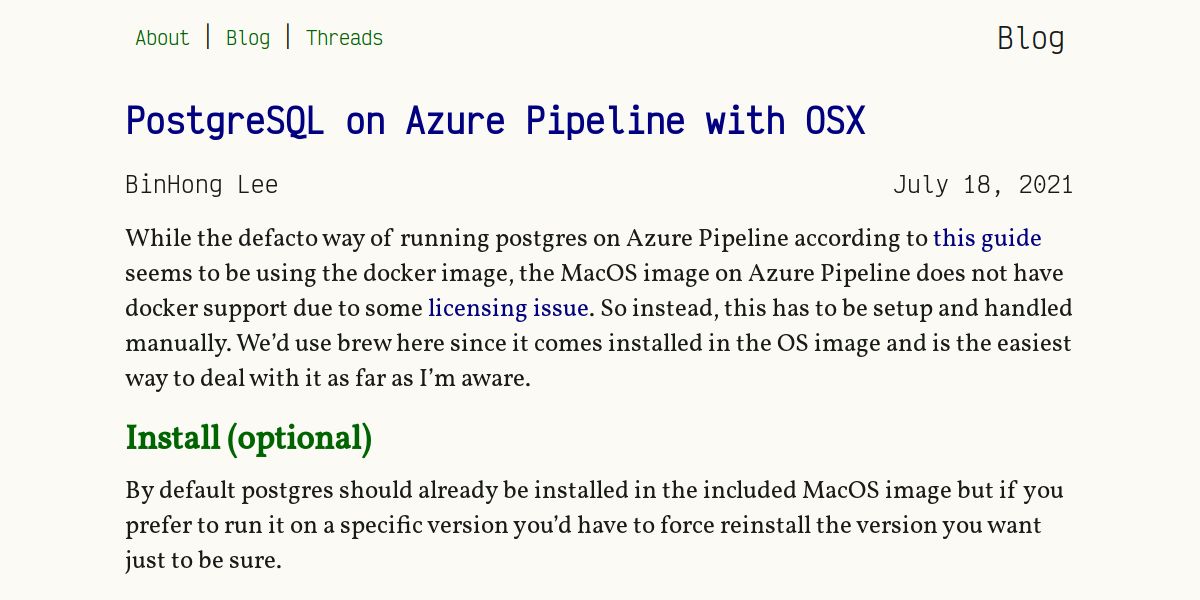 About | Blog | Threads Blog
PostgreSQL on Azure Pipeline with OSX
BinHong Lee July 18, 2021
While the defacto way of running postgres on Azure Pipeline according to this guide
seems to be using the docker image, the MacOS image on Azure Pipeline does not have
docker support due to some licensing issue. So instead, this has to be setup and handled
manually. We’d use brew here since it comes installed in the OS image and is the easiest
way to deal with it as far as I’m aware.
Install (optional)
By default postgres should already be installed in the included MacOS image but if you
prefer to run it on a specific version you’d have to force reinstall the version you want
just to be sure.